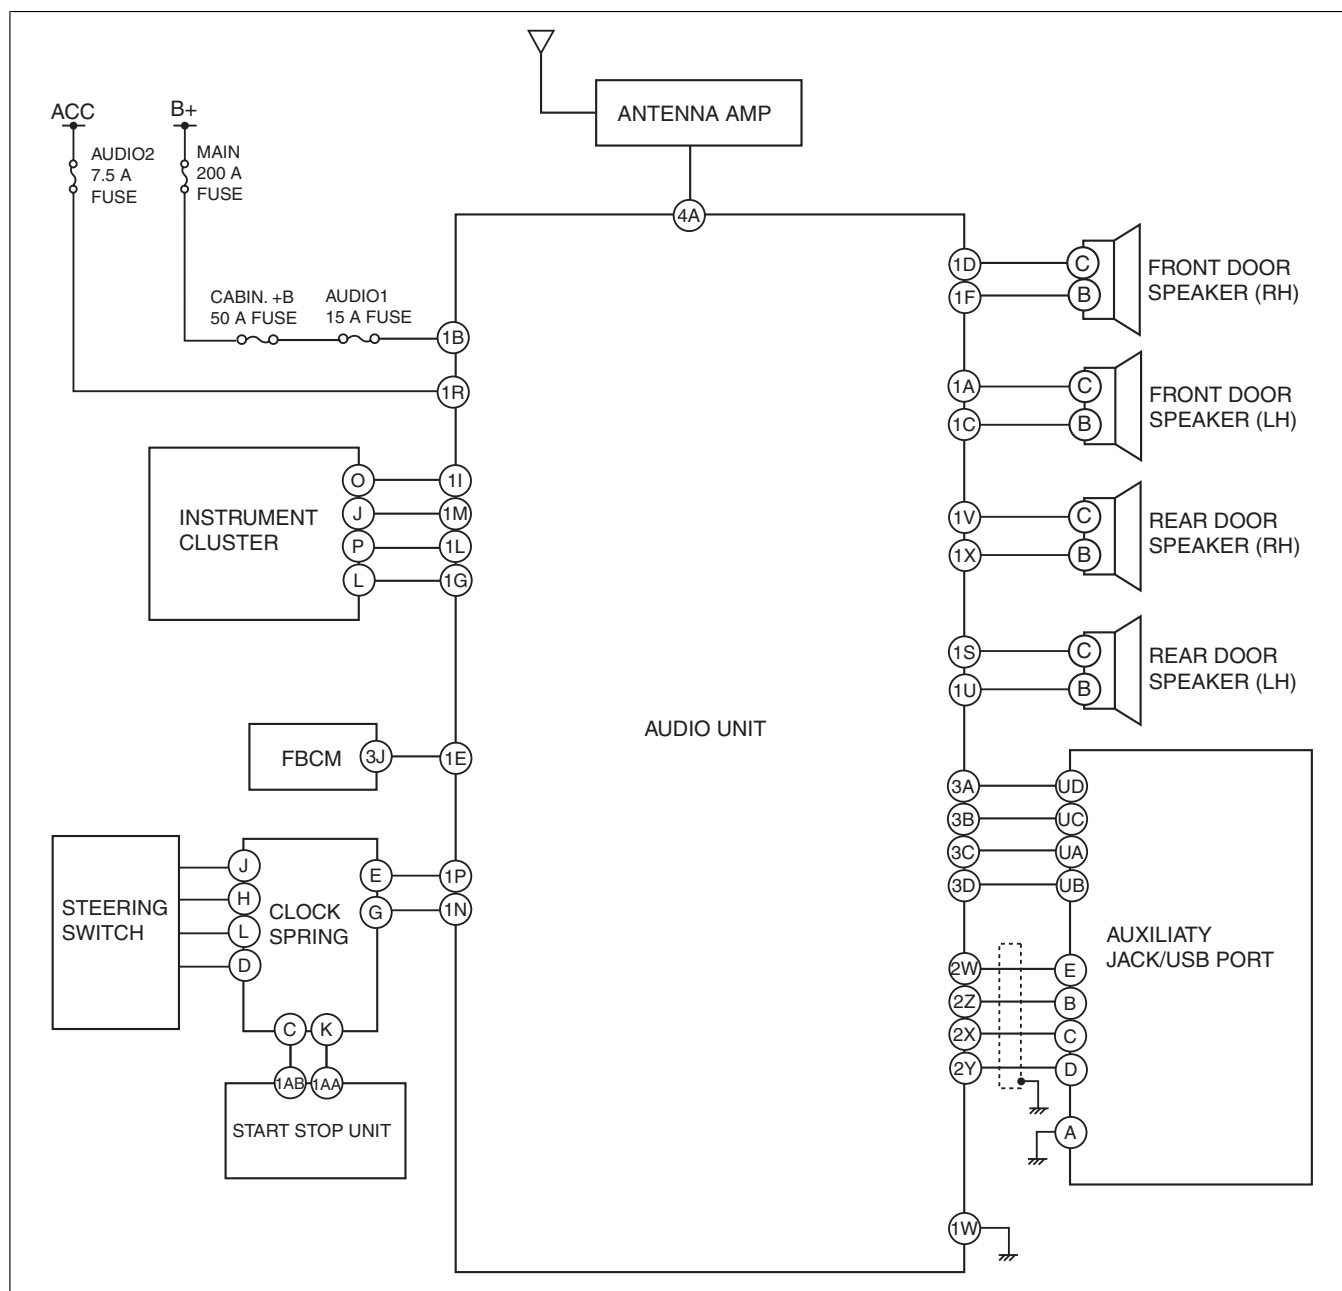 ANTENNA AMP
ACC
B+
AUDIO2
7.5 A
FUSE
MAIN
200 A
FUSE
4A
1D
C
1F
B
FRONT DOOR
SPEAKER (RH)
CABIN. +B
50 A FUSE
AUDIO1
15 A FUSE
1B
1R
1A
C
1C
B
FRONT DOOR
SPEAKER (LH)
INSTRUMENT
CLUSTER
O
1I
J
1M
P
1L
L
1G
1V
C
1X
B
REAR DOOR
SPEAKER (RH)
1S
C
1U
B
REAR DOOR
SPEAKER (LH)
AUDIO UNIT
FBCM
3J
1E
3A
UD
3B
UC
3C
UA
3D
UB
STEERING
SWITCH
J
H
L
D
CLOCK
SPRING
E
1P
G
1N
AUXILIATY
JACK/USB PORT
2W
E
2Z
B
2X
C
2Y
D
A
C
K
1AB
1AA
START STOP UNIT
1W